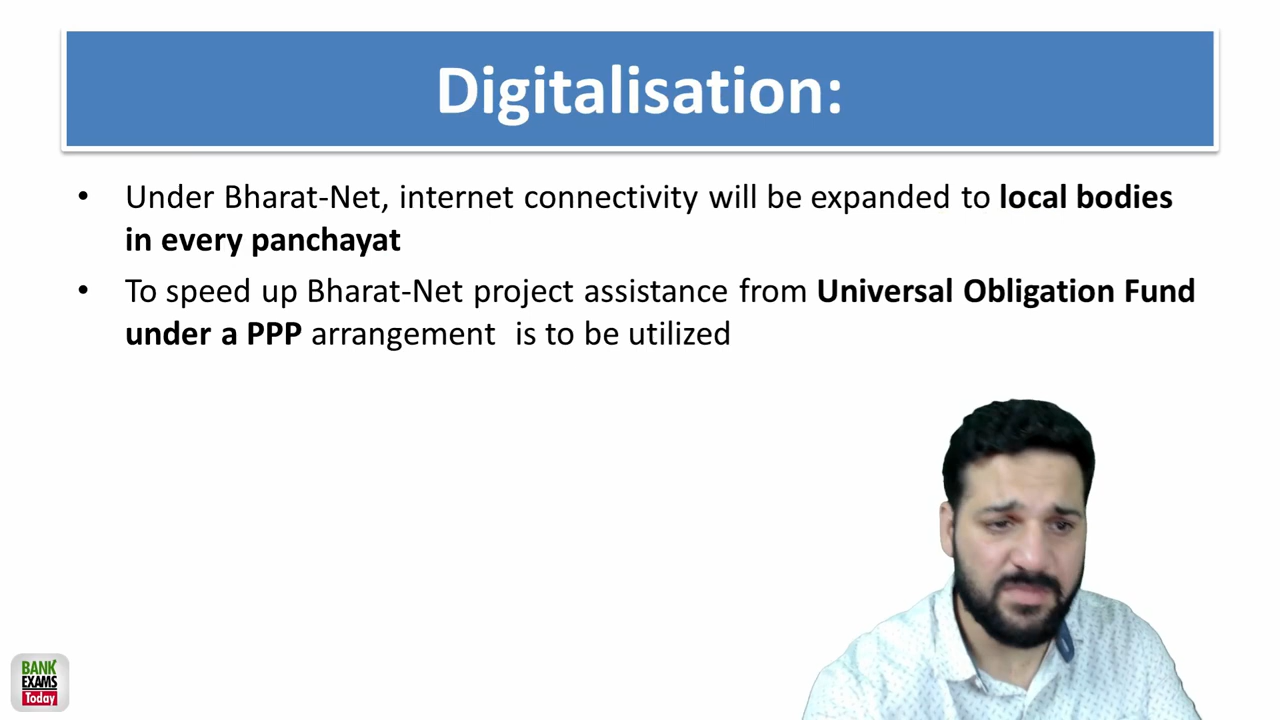 Digitalisation:
• Under Bharat-Net, internet connectivity will be expanded to local bodies
in every panchayat
• To speed up Bharat-Net project assistance from Universal Obligation Fund
under a PPP arrangement is to be utilized
BANK
EXAMS
Today